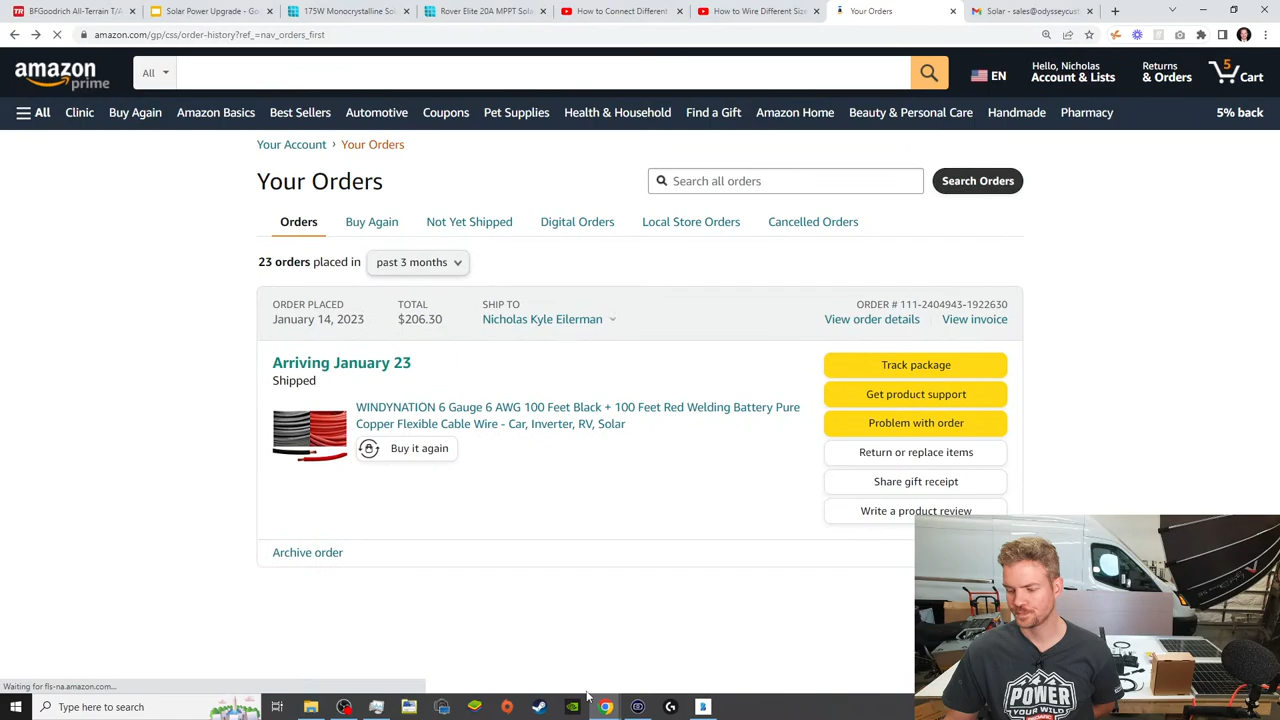 BFGoodrich All-Terrain T/A
Solar Power Upgrade - Go
175W Monocrystalline Sol
Rover Elite 20A MPPT Sola
How to Connect Different
How to Wire Different Size
Your Orders
Solar - sales@odysseycust
amazon.com/gp/css/order-history?ref_=nav_orders_first
amazon
prime
All
EN
Hello, Nicholas
Account & Lists
Returns
& Orders
5
Cart
All
Clinic
Buy Again
Amazon Basics
Best Sellers
Automotive
Coupons
Pet Supplies
Health & Household
Find a Gift
Amazon Home
Beauty & Personal Care
Handmade
Pharmacy
5% back
Your Account › Your Orders
Your Orders
Search all orders
Search Orders
Orders
Buy Again
Not Yet Shipped
Digital Orders
Local Store Orders
Cancelled Orders
23 orders placed in
past 3 months
ORDER PLACED
January 14, 2023
TOTAL
$206.30
SHIP TO
Nicholas Kyle Eilerman
ORDER # 111-2404943-1922630
View order details
View invoice
Arriving January 23
Shipped
WINDYNATION 6 Gauge 6 AWG 100 Feet Black + 100 Feet Red Welding Battery Pure
Copper Flexible Cable Wire - Car, Inverter, RV, Solar
Buy it again
Track package
Get product support
Problem with order
Return or replace items
Share gift receipt
Write a product review
Archive order
POWER
YOUR WILD
Waiting for fls-na.amazon.com...
Type here to search